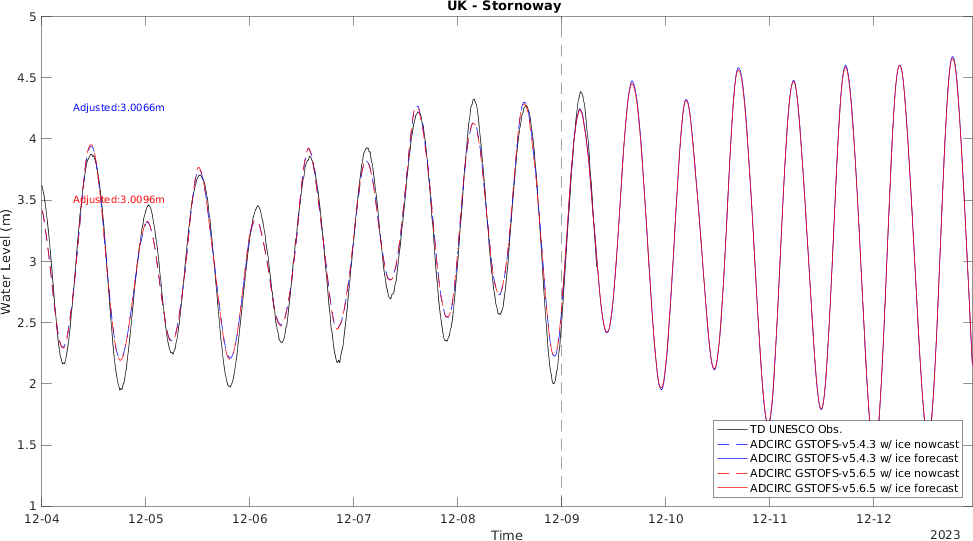 UK - Stornoway
5
4.5
4
3.5
3
2.5
2
1.5
1
Water Level (m)
Adjusted:3.0066m
Adjusted:3.0096m
TD UNESCO Obs.
ADCIRC GSTOFS-v5.4.3 w/ ice nowcast
ADCIRC GSTOFS-v5.4.3 w/ ice forecast
ADCIRC GSTOFS-v5.6.5 w/ ice nowcast
ADCIRC GSTOFS-v5.6.5 w/ ice forecast
12-04 12-05 12-06 12-07 12-08 12-09 12-10 12-11 12-12
Time
2023